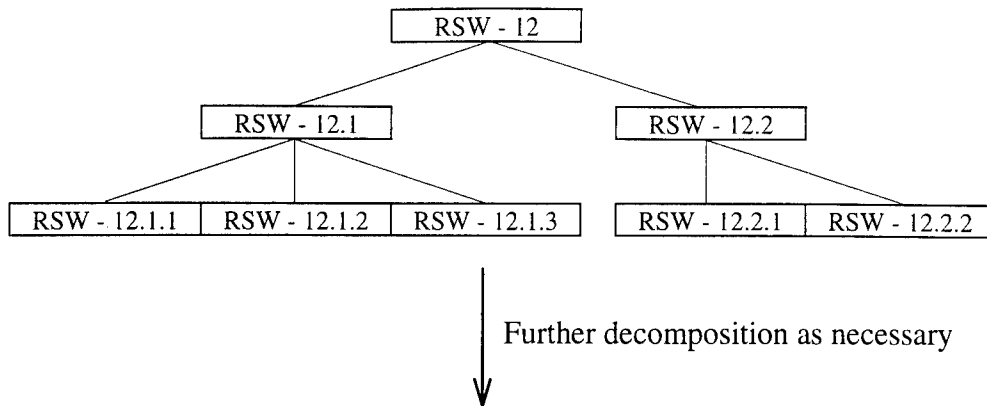 RSW - 12
RSW - 12.1
RSW - 12.2
RSW - 12.1.1
RSW - 12.1.2
RSW - 12.1.3
RSW - 12.2.1
RSW - 12.2.2
Further decomposition as necessary